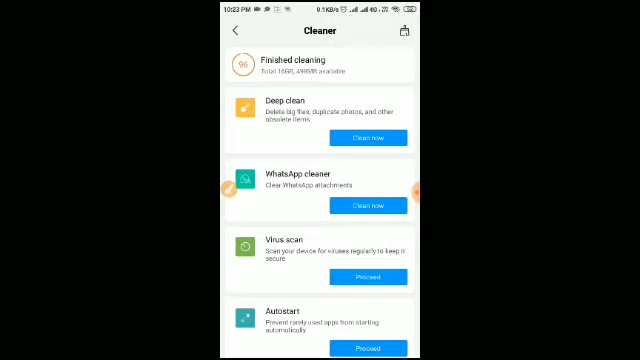 10:23 PM 0.1KB/s 4G
Cleaner
96
Finished cleaning
Total 16GB, 498MB available
Deep clean
Delete big files, duplicate photos, and other
obsolete items
Clean now
WhatsApp cleaner
Clear WhatsApp attachments
Clean now
Virus scan
Scan your device for viruses regularly to keep it
secure
Proceed
Autostart
Prevent rarely used apps from starting
automatically
Proceed